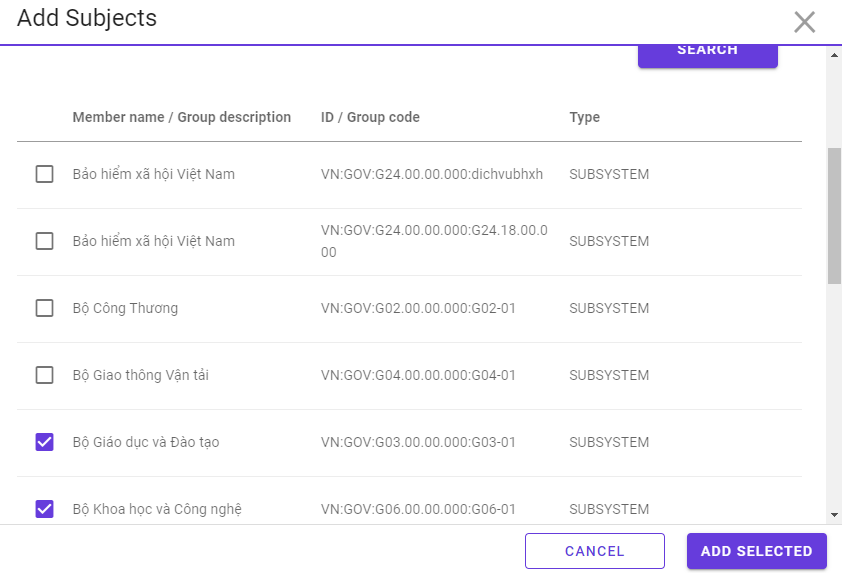 Add Subjects
SEARCH
Member name / Group description ID / Group code Type
Bảo hiểm xã hội Việt Nam VN:GOV:G24.00.00.000:dichvubhxh SUBSYSTEM
Bảo hiểm xã hội Việt Nam VN:GOV:G24.00.00.000:G24.18.00.0 SUBSYSTEM
00
Bộ Công Thương VN:GOV:G02.00.00.000:G02-01 SUBSYSTEM
Bộ Giao thông Vận tải VN:GOV:G04.00.00.000:G04-01 SUBSYSTEM
Bộ Giáo dục và Đào tạo VN:GOV:G03.00.00.000:G03-01 SUBSYSTEM
Bộ Khoa học và Công nghệ VN:GOV:G06.00.00.000:G06-01 SUBSYSTEM
CANCEL ADD SELECTED